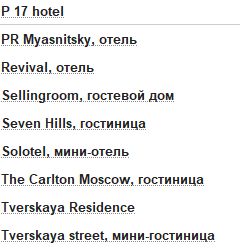 P 17 hotel
PR Myasnitsky, отель
Revival, отель
Sellingroom, гостевой дом
Seven Hills, гостиница
Solotel, мини-отель
The Carlton Moscow, гостиница
Tverskaya Residence
Tverskaya street, мини-гостиница